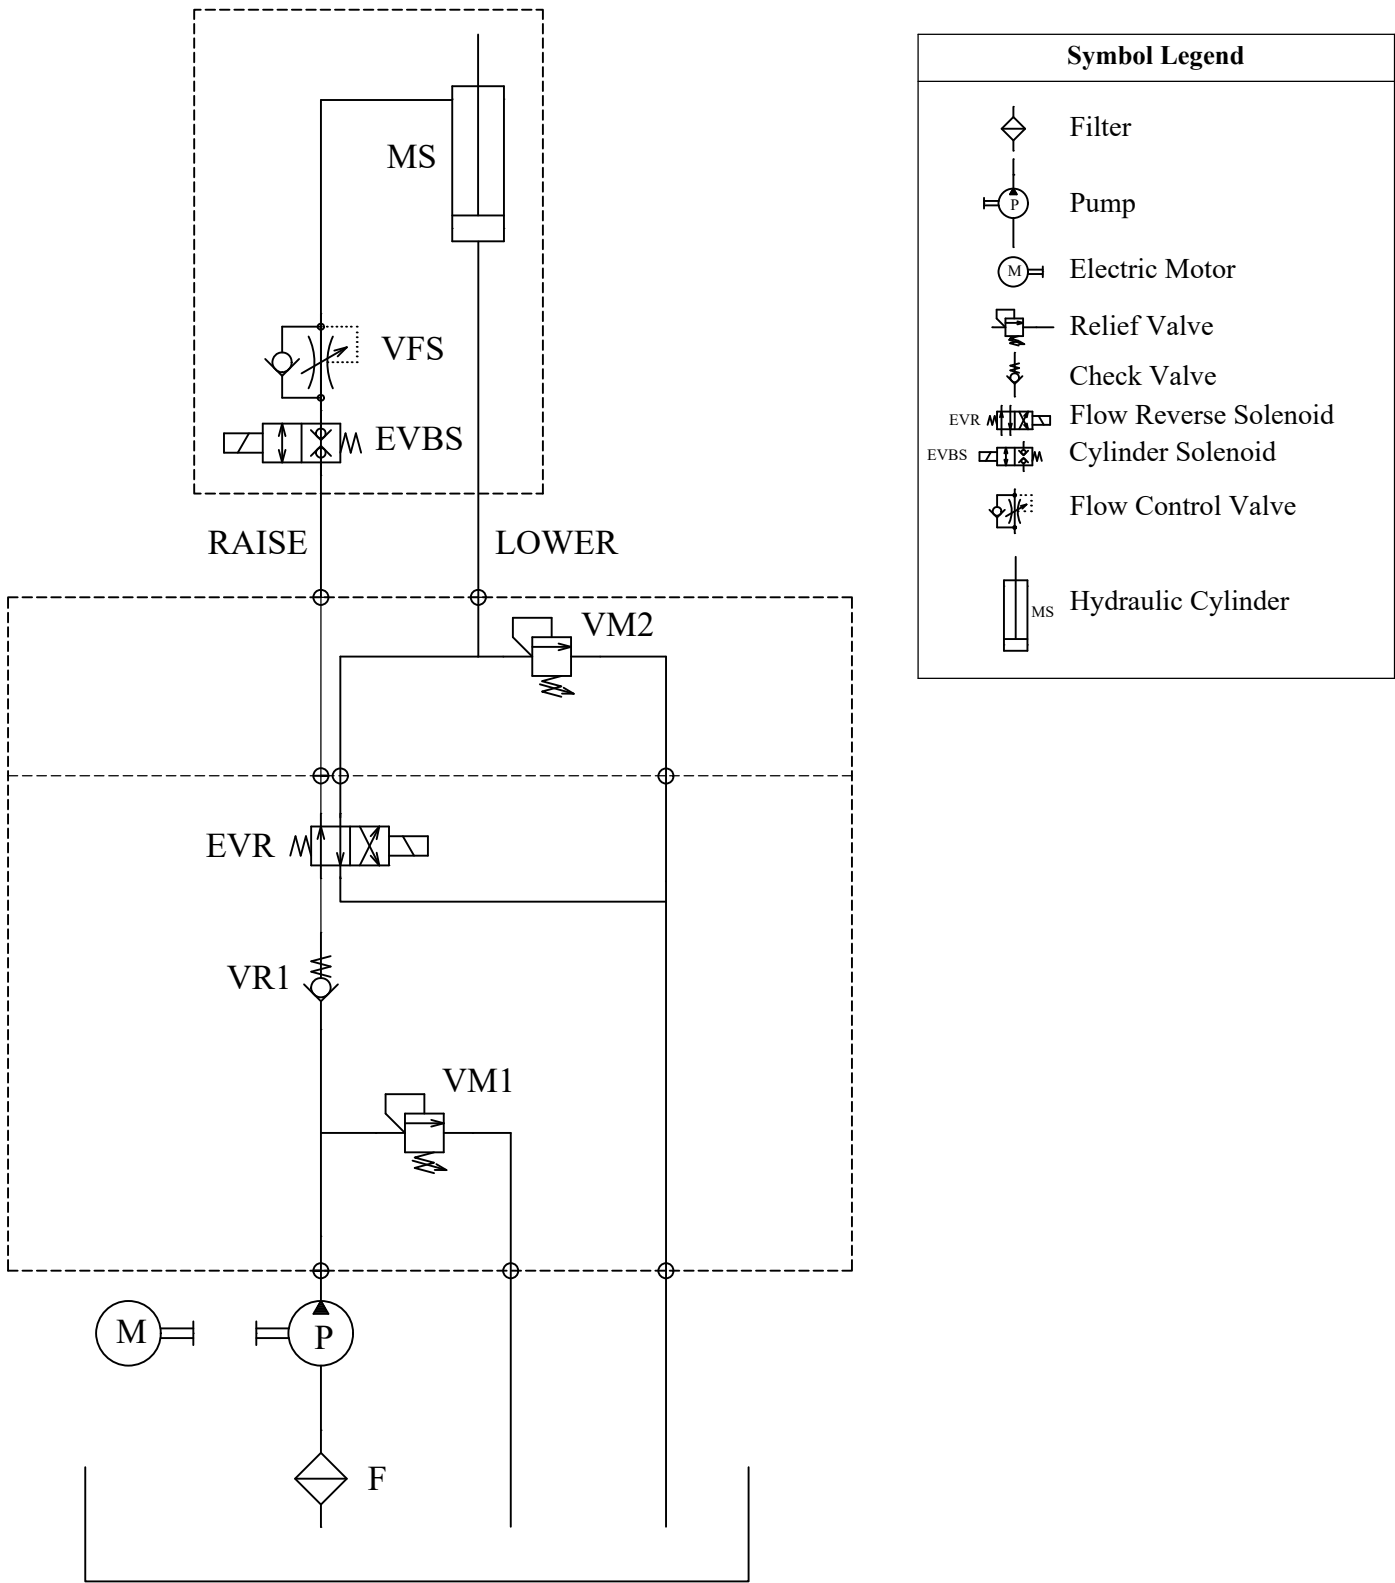 MS
VFS
EVBS
RAISE
LOWER
VM2
EVR
VR1
VM1
M
P
F
Symbol Legend
Filter
P
Pump
M
Electric Motor
Relief Valve
Check Valve
EVR Flow Reverse Solenoid
EVBS Cylinder Solenoid
Flow Control Valve
MS Hydraulic Cylinder